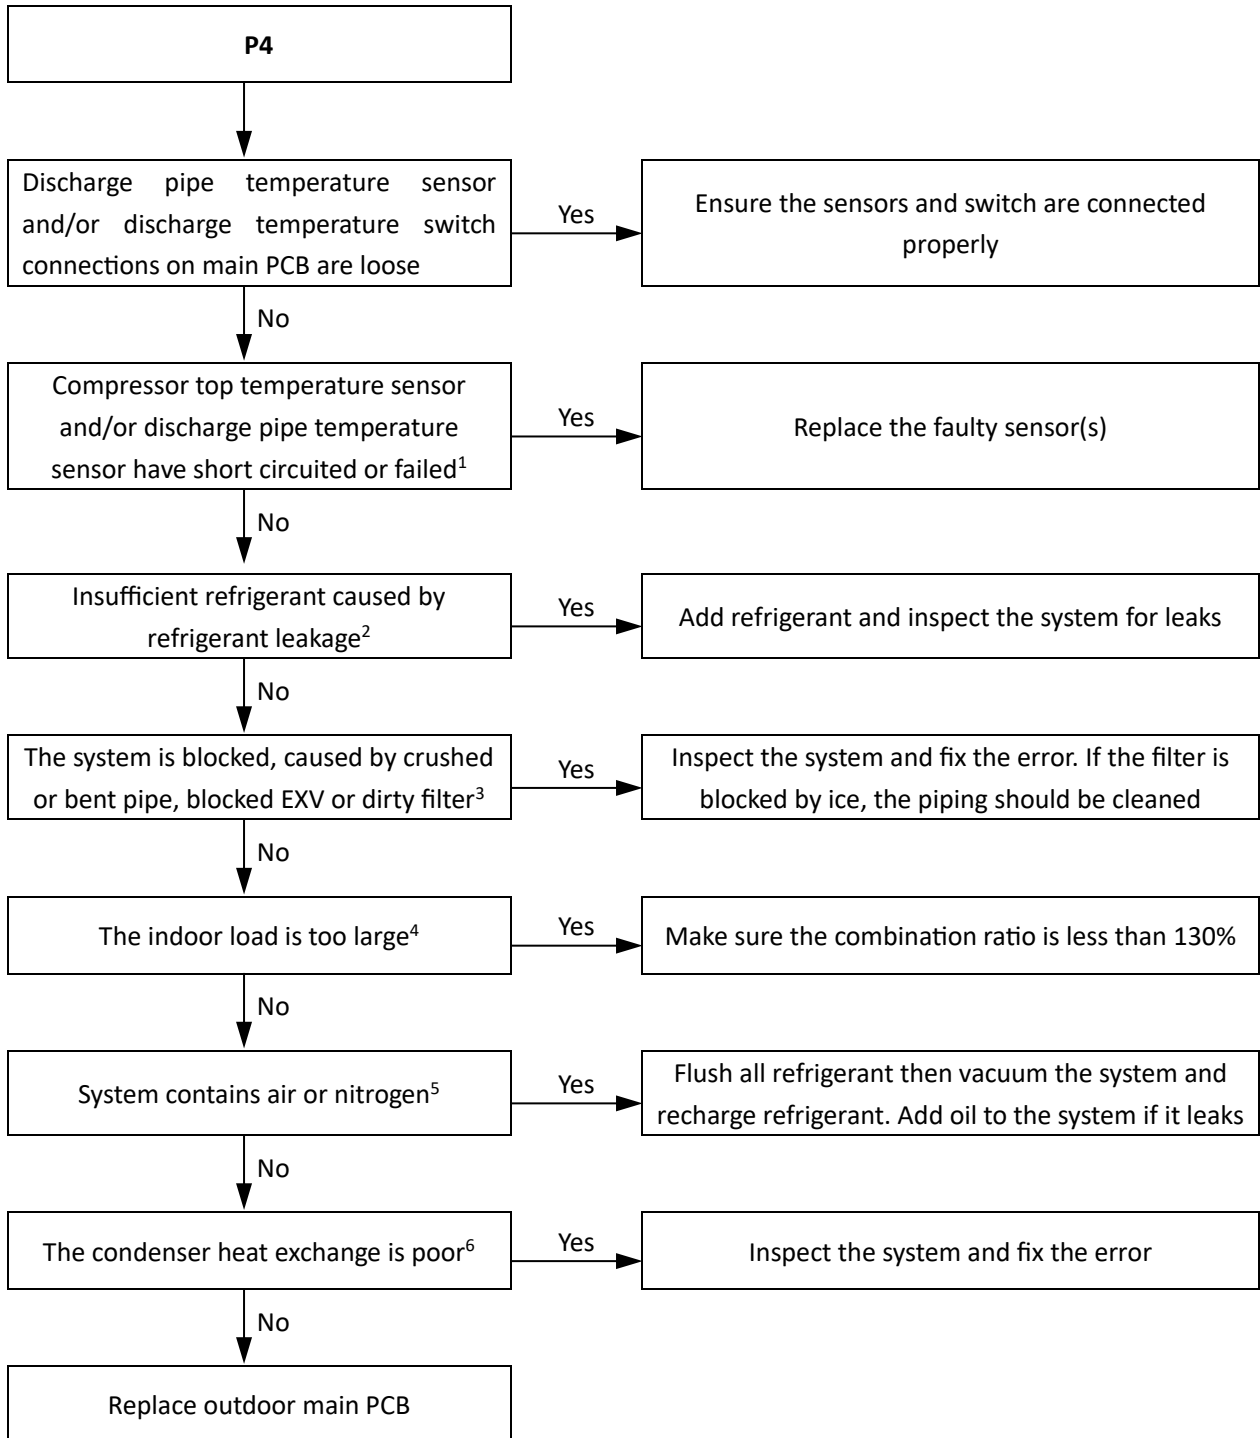 P4
Discharge pipe temperature sensor
and/or discharge temperature switch
connections on main PCB are loose
Yes
Ensure the sensors and switch are connected
properly
No
Compressor top temperature sensor
and/or discharge pipe temperature
sensor have short circuited or failed¹
Yes
Replace the faulty sensor(s)
No
Insufficient refrigerant caused by
refrigerant leakage²
Yes
Add refrigerant and inspect the system for leaks
No
The system is blocked, caused by crushed
or bent pipe, blocked EXV or dirty filter³
Yes
Inspect the system and fix the error. If the filter is
blocked by ice, the piping should be cleaned
No
The indoor load is too large⁴
Yes
Make sure the combination ratio is less than 130%
No
System contains air or nitrogen⁵
Yes
Flush all refrigerant then vacuum the system and
recharge refrigerant. Add oil to the system if it leaks
No
The condenser heat exchange is poor⁶
Yes
Inspect the system and fix the error
No
Replace outdoor main PCB